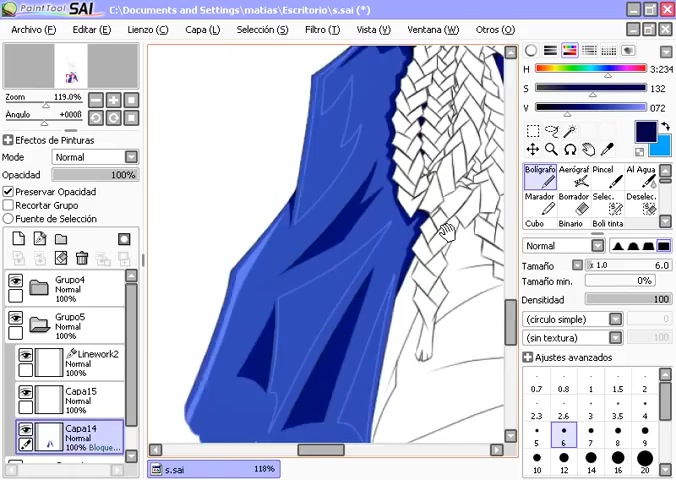 PaintTool SAI C:\Documents and Settings\matias\Escritorio\s.sai (*)
Archivo (F) Editar (E) Lienzo (C) Capa (L) Selección (S) Filtro (T) Vista (V) Ventana (W) Otros (O)
Zoom 119.0%
Ángulo +000ß
Efectos de Pinturas
Mode Normal
Opacidad 100%
Preservar Opacidad
Recortar Grupo
Fuente de Selección
Grupo4
Normal
100%
Grupo5
Normal
100%
Linework2
Normal
100%
Capa15
Normal
100%
Capa14
Normal
100% Bloque...
s.sai 118%
H 3:234
S 132
V 072
Bolígrafo Aerógraf Pincel Al Agua
Marador Borrador Selec. Deselec.
Cubo Binario Boli tinta
Normal
Tamaño x 1.0 6.0
Tamaño min. 0%
Densitidad 100
(círculo simple) 0
(sin textura) 100
Ajustes avanzados
0.7 0.8 1 1.5 2
2.3 2.6 3 3.5 4
5 6 7 8 9
10 12 14 16 20